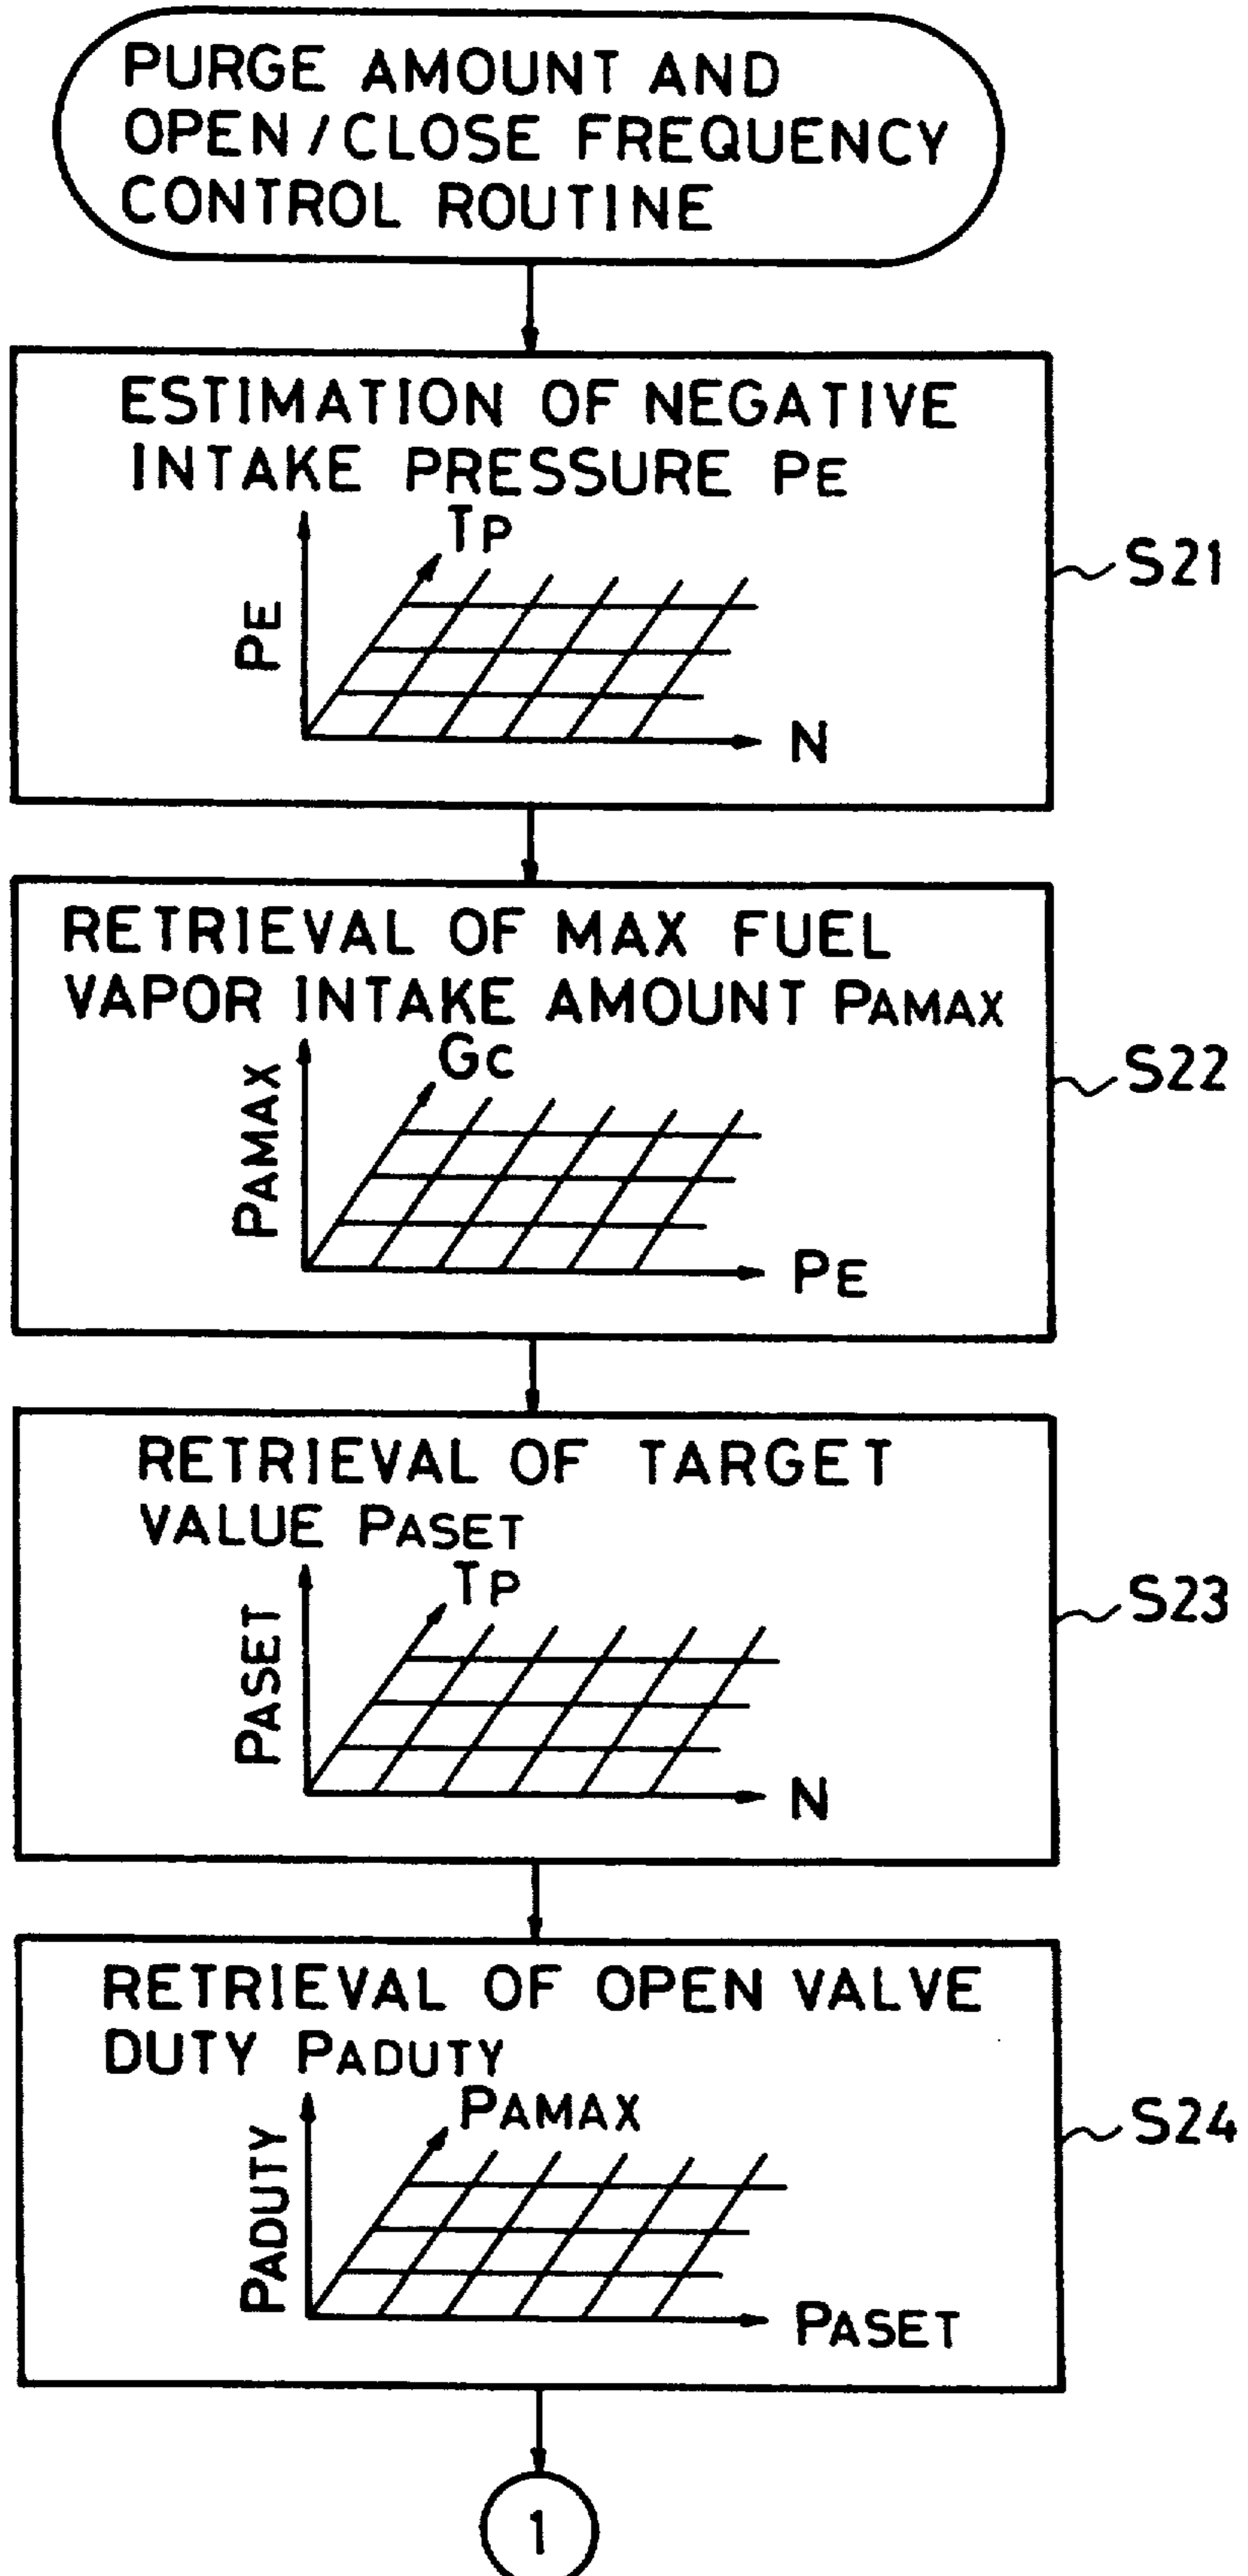 PURGE AMOUNT AND
OPEN/CLOSE FREQUENCY
CONTROL ROUTINE
ESTIMATION OF NEGATIVE
INTAKE PRESSURE PE
TP
PE
N
S21
RETRIEVAL OF MAX FUEL
VAPOR INTAKE AMOUNT PAMAX
GC
PAMAX
PE
S22
RETRIEVAL OF TARGET
VALUE PASET
TP
PASET
N
S23
RETRIEVAL OF OPEN VALVE
DUTY PADUTY
PAMAX
PADUTY
PASET
S24
1